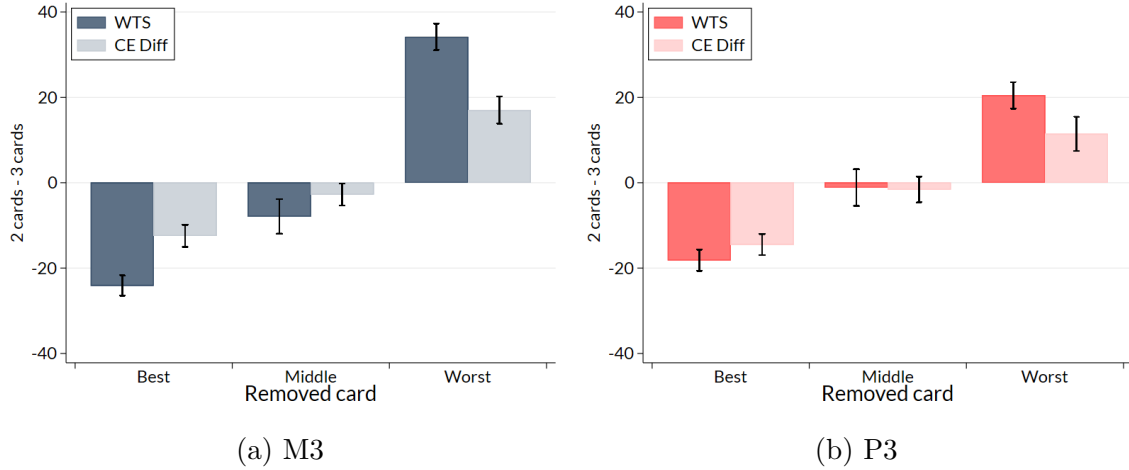 WTS
CE Diff
2 cards - 3 cards
40
20
0
-20
-40
Best
Middle
Worst
Removed card
(a) M3
WTS
CE Diff
2 cards - 3 cards
40
20
0
-20
-40
Best
Middle
Worst
Removed card
(b) P3